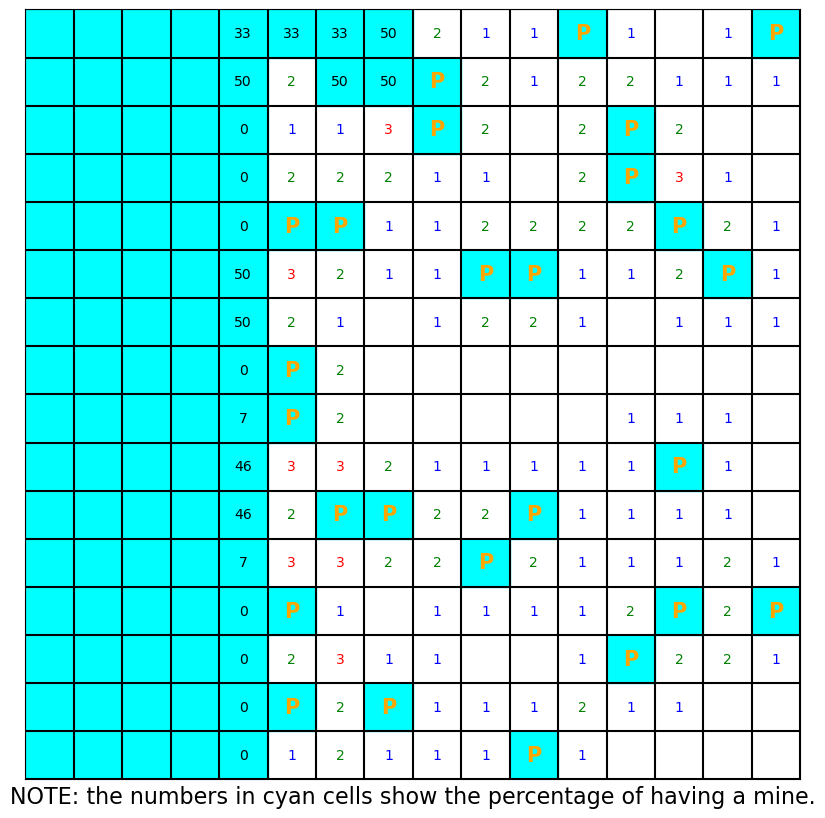 33 33 33 50 2 1 1 P 1 1 P
50 2 50 50 P 2 1 2 2 1 1 1
0 1 1 3 P 2 2 P 2
0 2 2 2 1 1 2 P 3 1
0 P P 1 1 2 2 2 2 P 2 1
50 3 2 1 1 P P 1 1 2 P 1
50 2 1 1 2 2 1 1 1 1
0 P 2
7 P 2 1 1 1
46 3 3 2 1 1 1 1 1 P 1
46 2 P P 2 2 P 1 1 1 1
7 3 3 2 2 P 2 1 1 1 2 1
0 P 1 1 1 1 1 2 P 2 P
0 2 3 1 1 1 P 2 2 1
0 P 2 P 1 1 1 2 1 1
0 1 2 1 1 1 P 1
NOTE: the numbers in cyan cells show the percentage of having a mine.